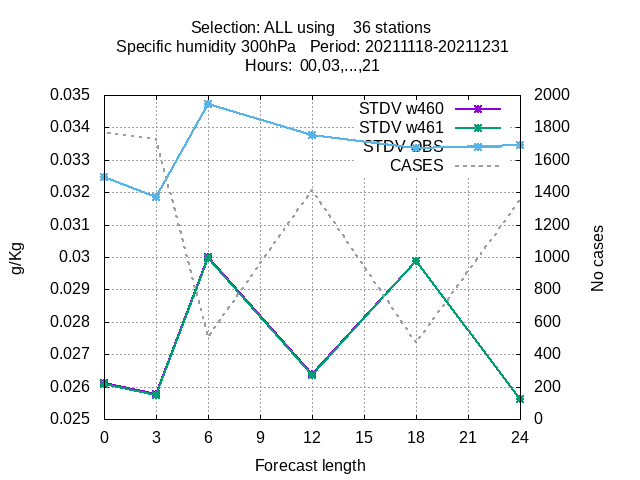 Selection: ALL using 36 stations
Specific humidity 300hPa Period: 20211118-20211231
Hours: 00,03,...,21
0.035
0.034
0.033
0.032
0.031
0.03
0.029
0.028
0.027
0.026
0.025
g/Kg
STDV w460
STDV w461
STDV OBS
CASES
2000
1800
1600
1400
1200
1000
800
600
400
200
0
No cases
0 3 6 9 12 15 18 21 24
Forecast length